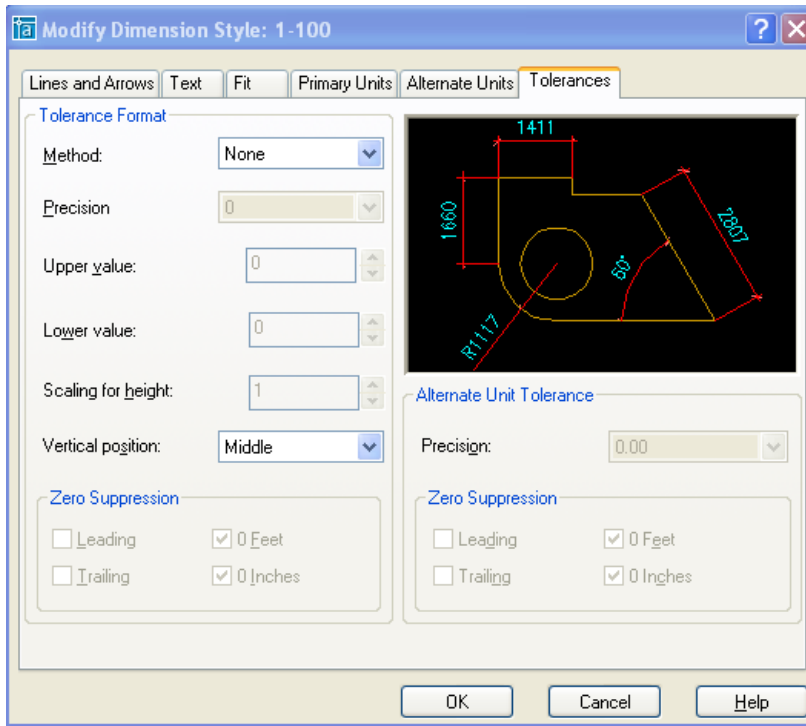 Modify Dimension Style: 1-100
Lines and Arrows Text Fit Primary Units Alternate Units Tolerances
Tolerance Format
Method: None
Precision 0
Upper value: 0
Lower value: 0
Scaling for height: 1
Vertical position: Middle
Zero Suppression
Leading 0 Feet
Trailing 0 Inches
1411
1660
2807
60°
R1117
Alternate Unit Tolerance
Precision: 0.00
Zero Suppression
Leading 0 Feet
Trailing 0 Inches
OK Cancel Help